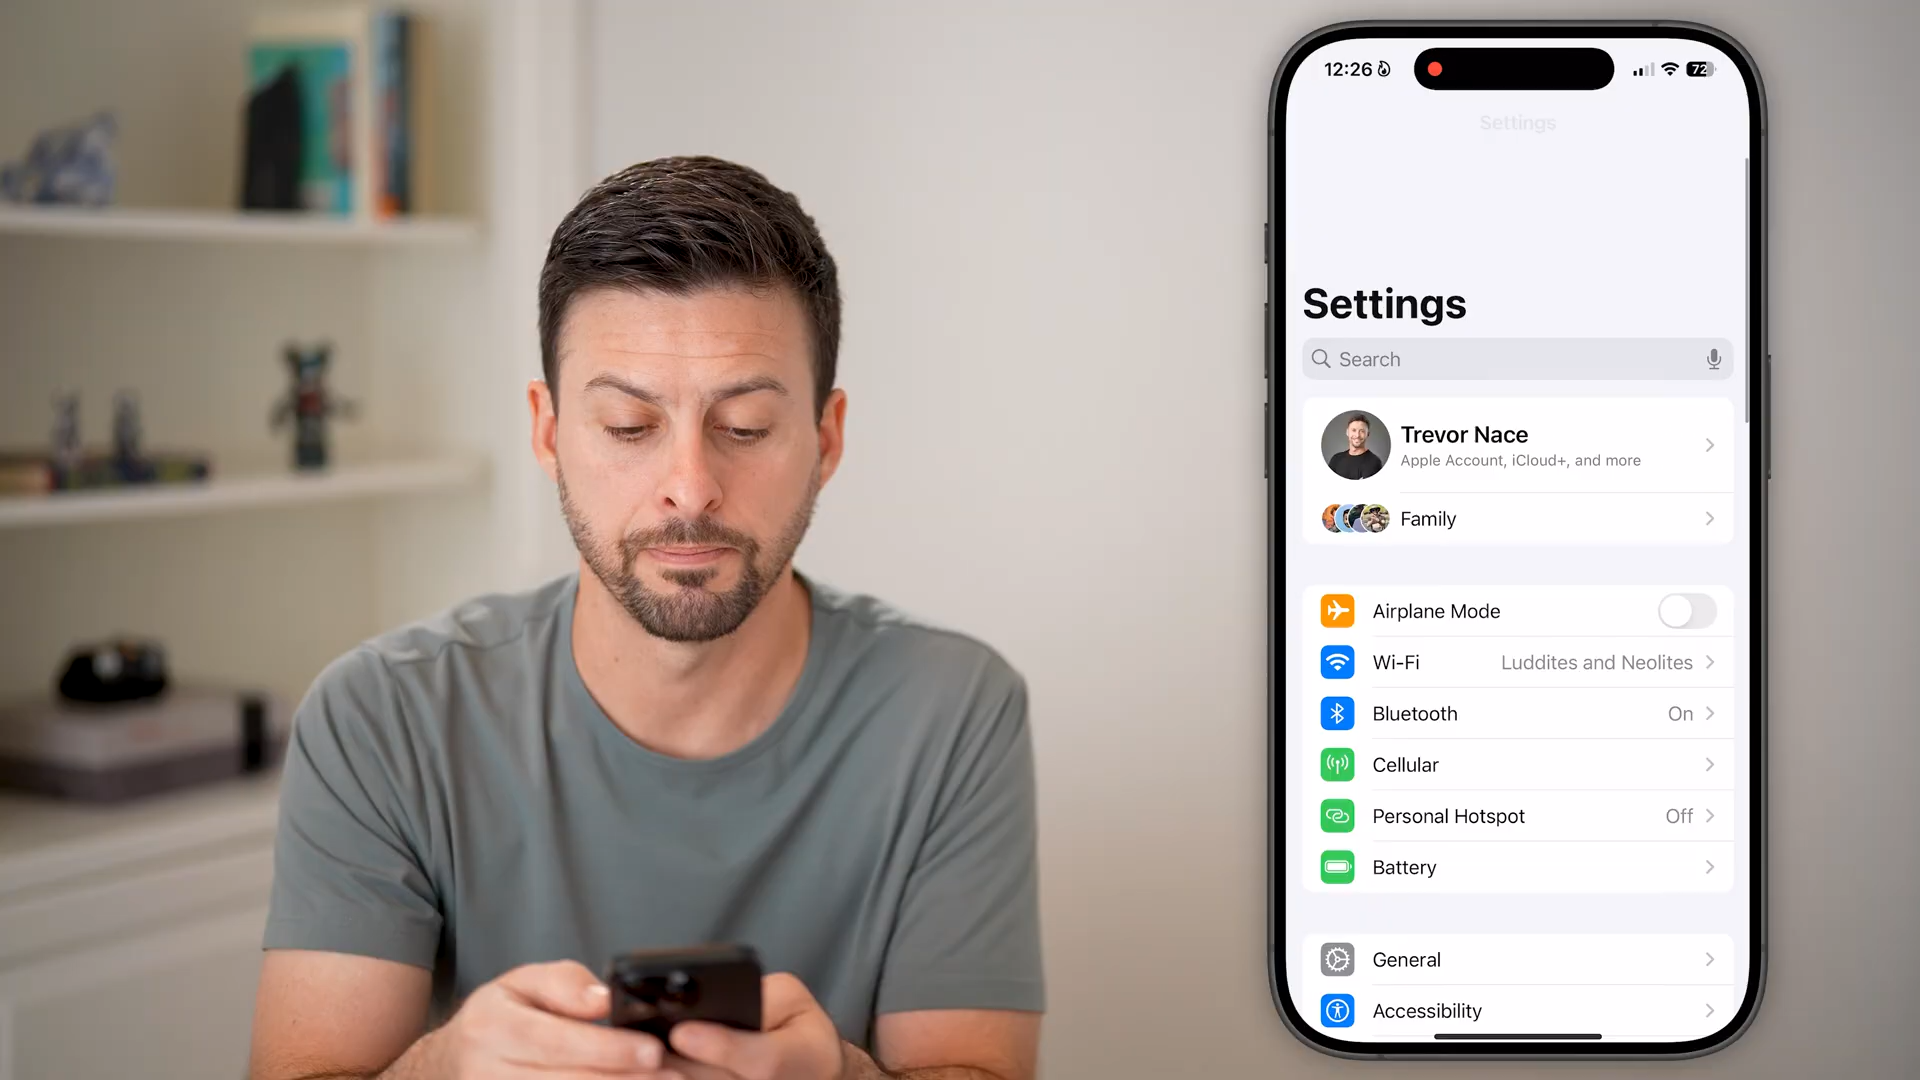 12:26
72
Settings
Settings
Search
Trevor Nace
Apple Account, iCloud+, and more
Family
Airplane Mode
Wi-Fi Luddites and Neolites
Bluetooth On
Cellular
Personal Hotspot Off
Battery
General
Accessibility